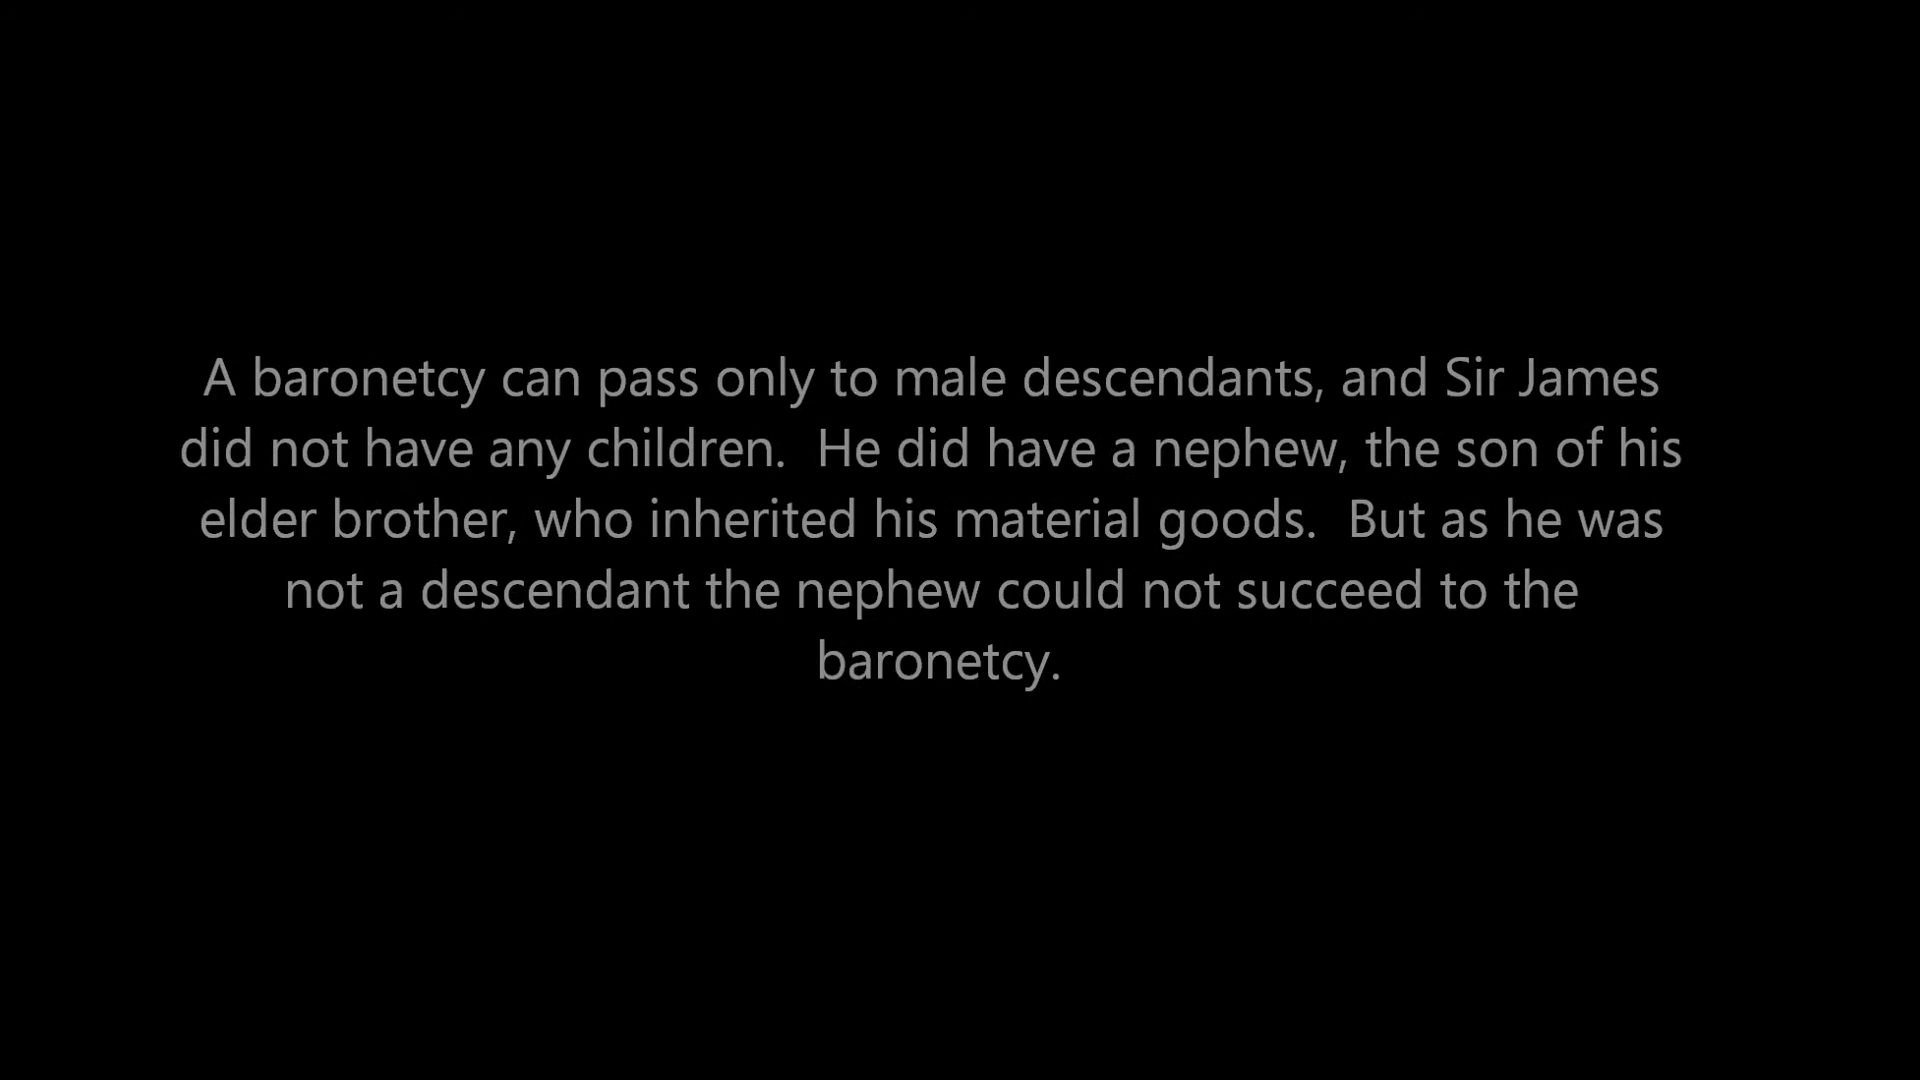 A baronetcy can pass only to male descendants, and Sir James
did not have any children.  He did have a nephew, the son of his
elder brother, who inherited his material goods.  But as he was
not a descendant the nephew could not succeed to the
baronetcy.